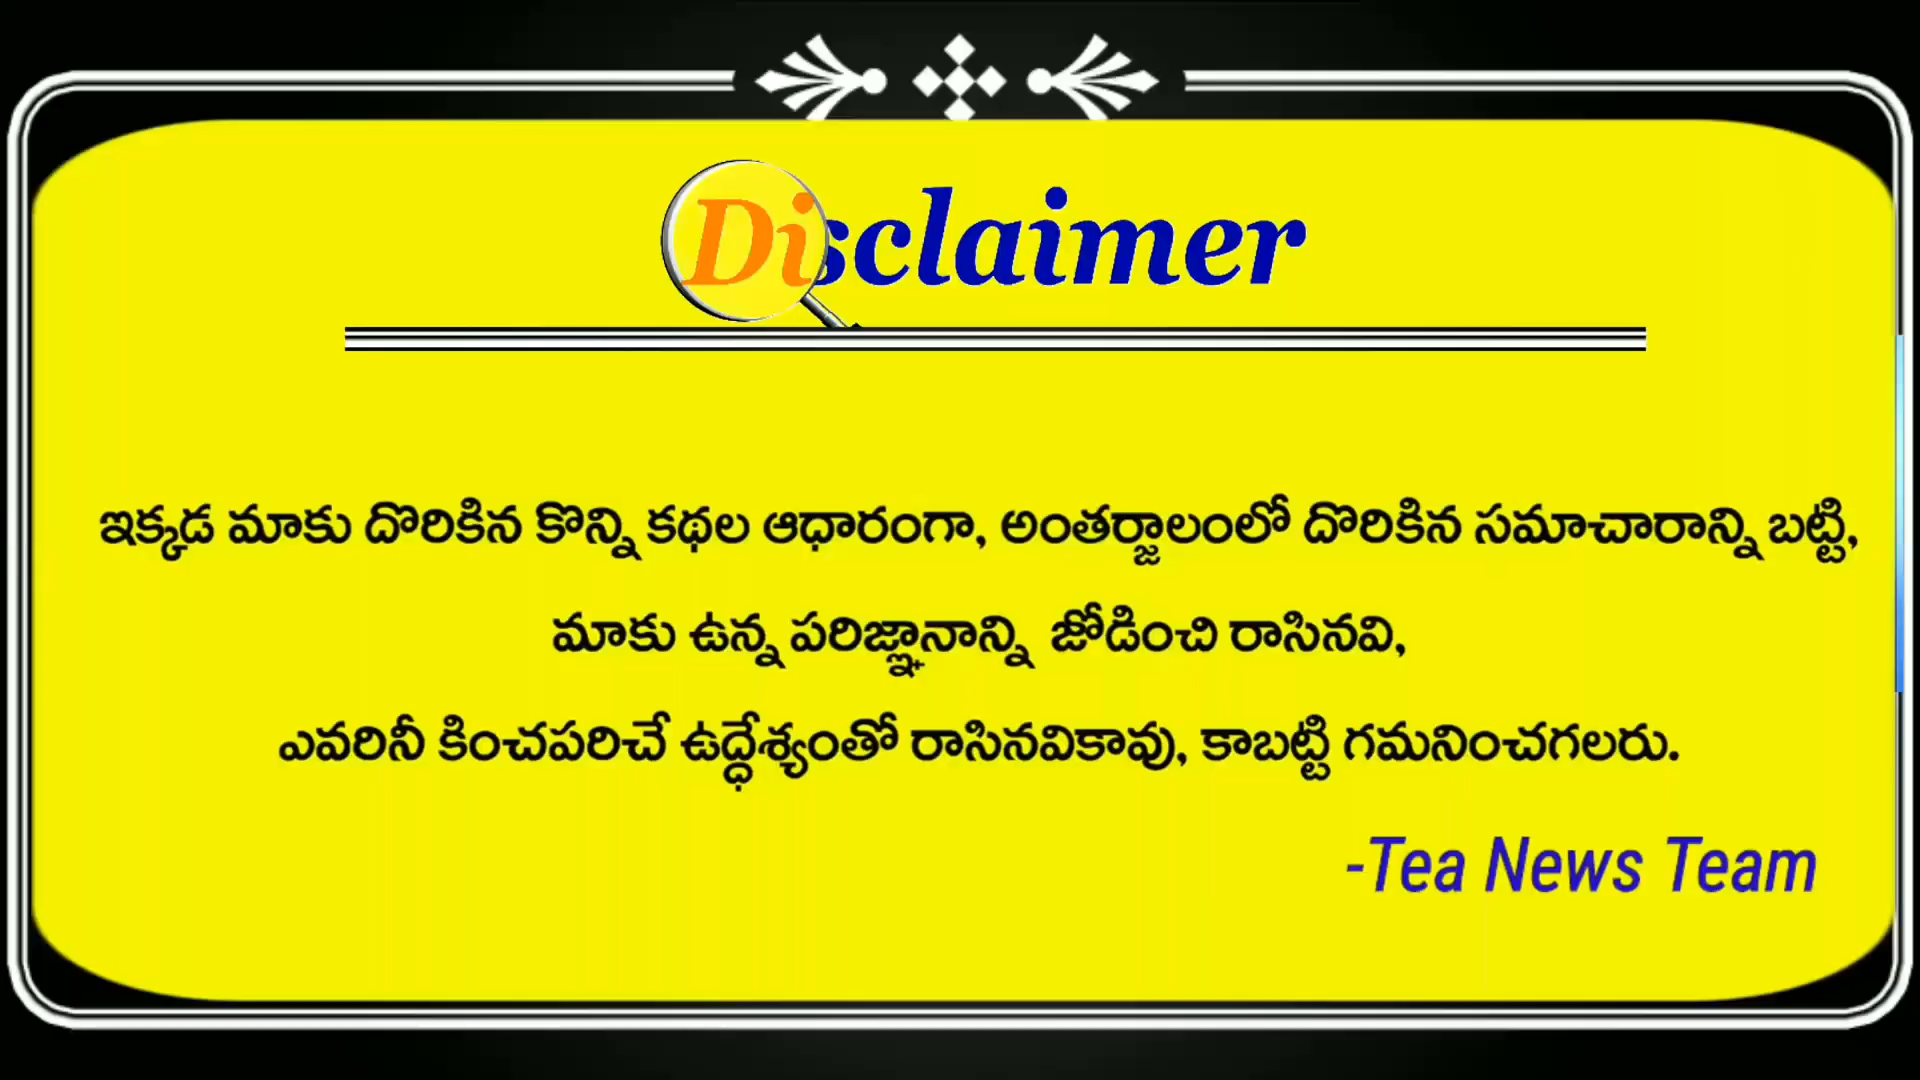 Disclaimer
ఇక్కడ మాకు దొరికిన కొన్ని కథల ఆధారంగా, అంతర్జాలంలో దొరికిన సమాచారాన్ని బట్టి,
మాకు ఉన్న పరిజ్ఞానాన్ని జోడించి రాసినవి,
ఎవరినీ కించపరిచే ఉద్ధేశ్యంతో రాసినవికావు, కాబట్టి గమనించగలరు.
-Tea News Team